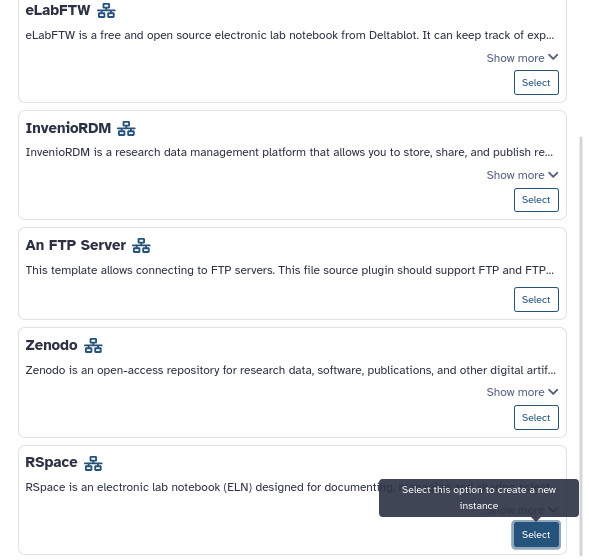 eLabFTW
eLabFTW is a free and open source electronic lab notebook from Deltablot. It can keep track of exp...
Show more
Select
InvenioRDM
InvenioRDM is a research data management platform that allows you to store, share, and publish re...
Show more
Select
An FTP Server
This template allows connecting to FTP servers. This file source plugin should support FTP and FTP...
Select
Zenodo
Zenodo is an open-access repository for research data, software, publications, and other digital artif...
Show more
Select
RSpace
RSpace is an electronic lab notebook (ELN) designed for documenting,
Select this option to create a new
instance
Select